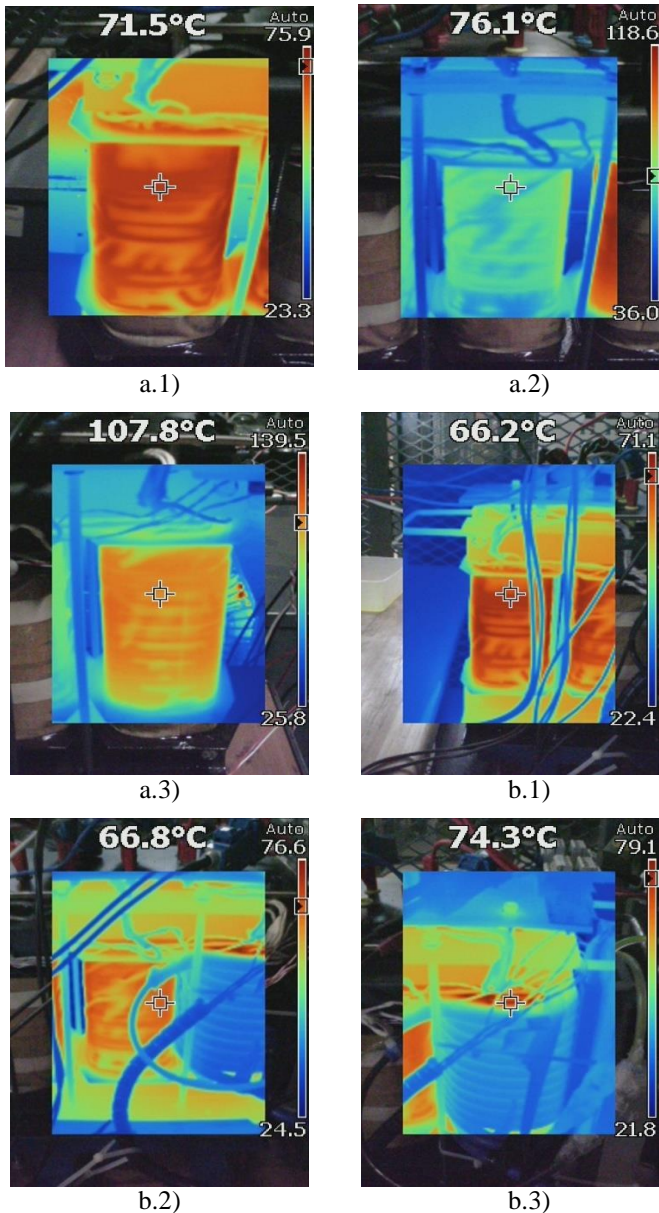 71.5°C
Auto
75.9
23.3
a.1)
76.1°C
Auto
118.6
36.0
a.2)
107.8°C
Auto
139.5
25.8
a.3)
66.2°C
Auto
71.1
22.4
b.1)
66.8°C
Auto
76.6
24.5
b.2)
74.3°C
Auto
79.1
21.8
b.3)